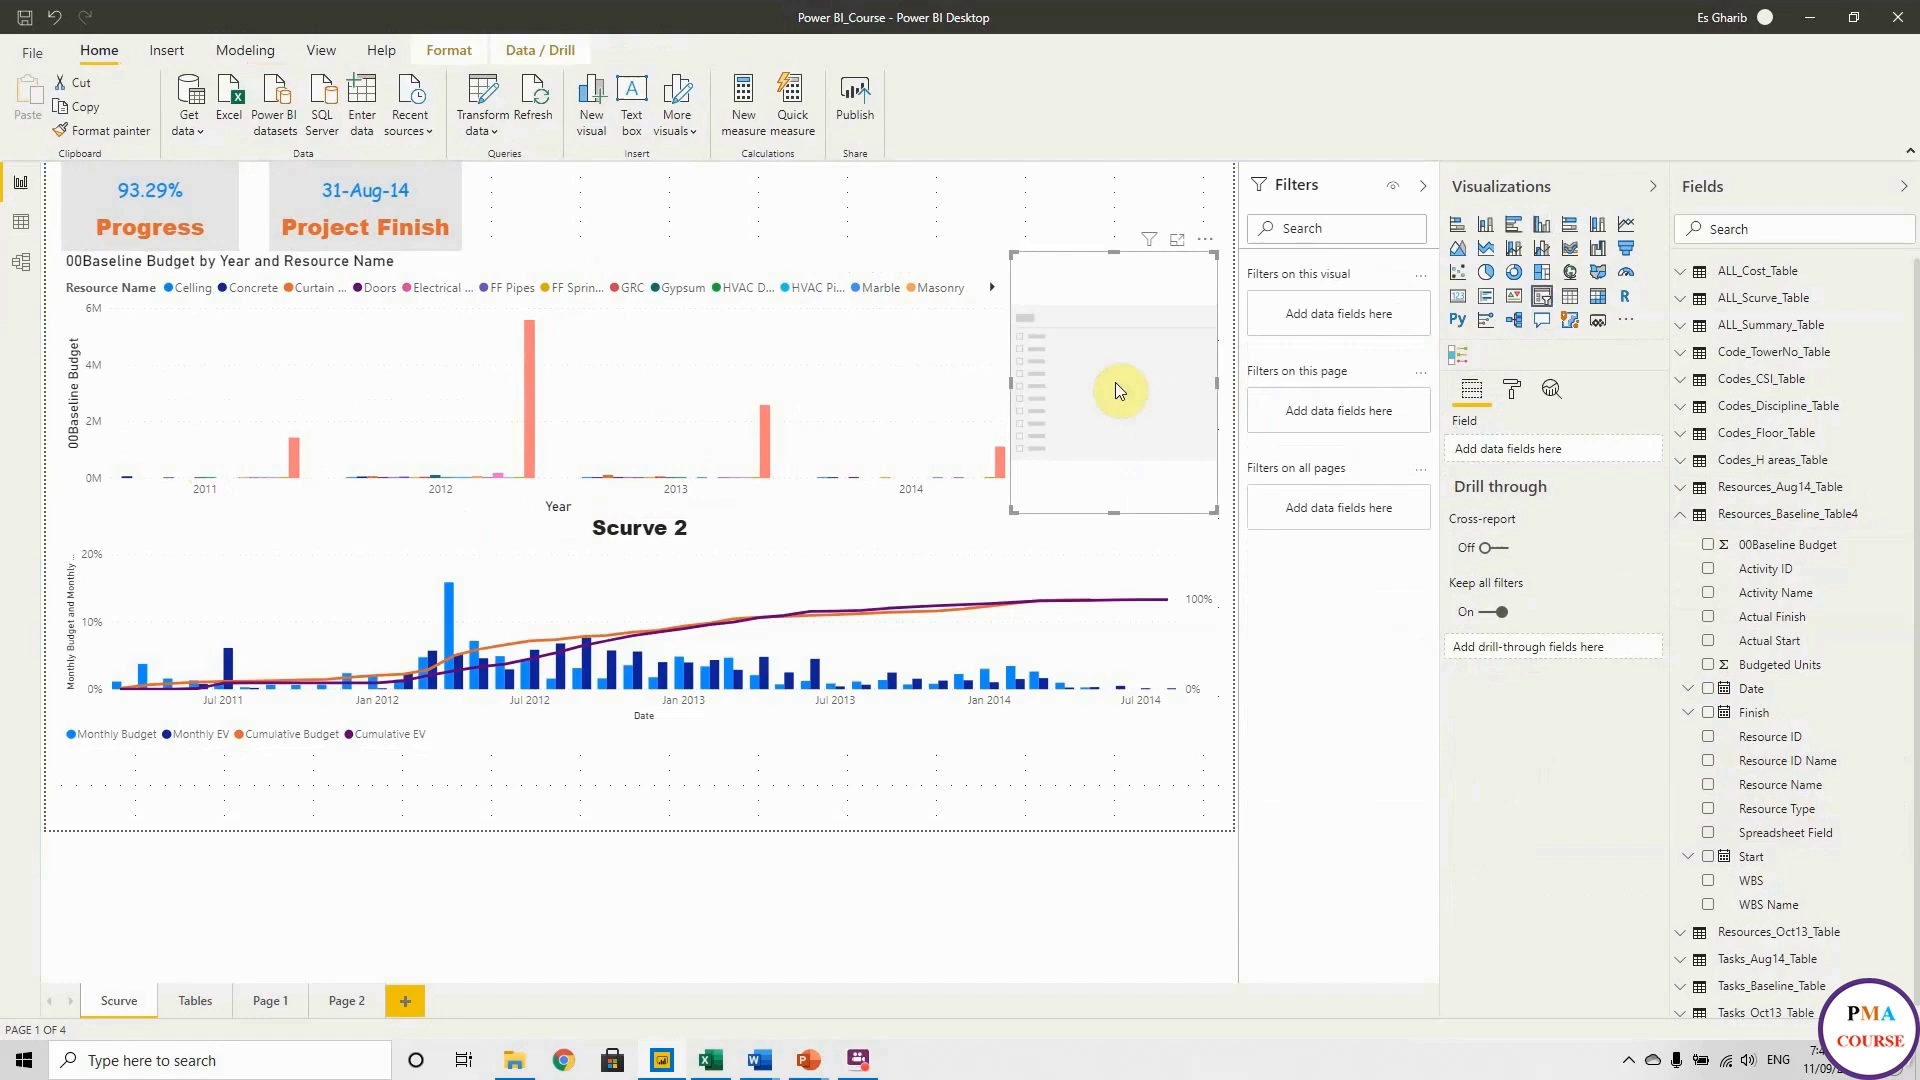 Power BI_Course - Power BI Desktop
Es Gharib
File
Home
Insert
Modeling
View
Help
Format
Data / Drill
Paste
Cut
Copy
Format painter
Clipboard
Get data
Excel
Power BI datasets
SQL Server
Enter data
Recent sources
Data
Transform data
Refresh
Queries
New visual
Text box
More visuals
Insert
New measure
Quick measure
Calculations
Publish
Share
93.29%
Progress
31-Aug-14
Project Finish
00Baseline Budget by Year and Resource Name
Resource Name Celling Concrete Curtain ... Doors Electrical ... FF Pipes FF Sprin... GRC Gypsum HVAC D... HVAC Pi... Marble Masonry
6M
4M
2M
0M
00Baseline Budget
2011
2012
2013
2014
Year
Scurve 2
20%
10%
0%
Monthly Budget and Monthly ...
100%
0%
Jul 2011
Jan 2012
Jul 2012
Jan 2013
Jul 2013
Jan 2014
Jul 2014
Date
Monthly Budget Monthly EV Cumulative Budget Cumulative EV
Filters
Search
Filters on this visual ...
Add data fields here
Filters on this page ...
Add data fields here
Filters on all pages ...
Add data fields here
Visualizations
R
Py
...
Field
Add data fields here
Drill through
Cross-report
Off
Keep all filters
On
Add drill-through fields here
Fields
Search
ALL_Cost_Table
ALL_Scurve_Table
ALL_Summary_Table
Code_TowerNo_Table
Codes_CSI_Table
Codes_Discipline_Table
Codes_Floor_Table
Codes_H areas_Table
Resources_Aug14_Table
Resources_Baseline_Table4
Σ 00Baseline Budget
Activity ID
Activity Name
Actual Finish
Actual Start
Σ Budgeted Units
Date
Finish
Resource ID
Resource ID Name
Resource Name
Resource Type
Spreadsheet Field
Start
WBS
WBS Name
Resources_Oct13_Table
Tasks_Aug14_Table
Tasks_Baseline_Table
Tasks_Oct13_Table
Scurve
Tables
Page 1
Page 2
+
PAGE 1 OF 4
Type here to search
ENG
PMA
COURSE